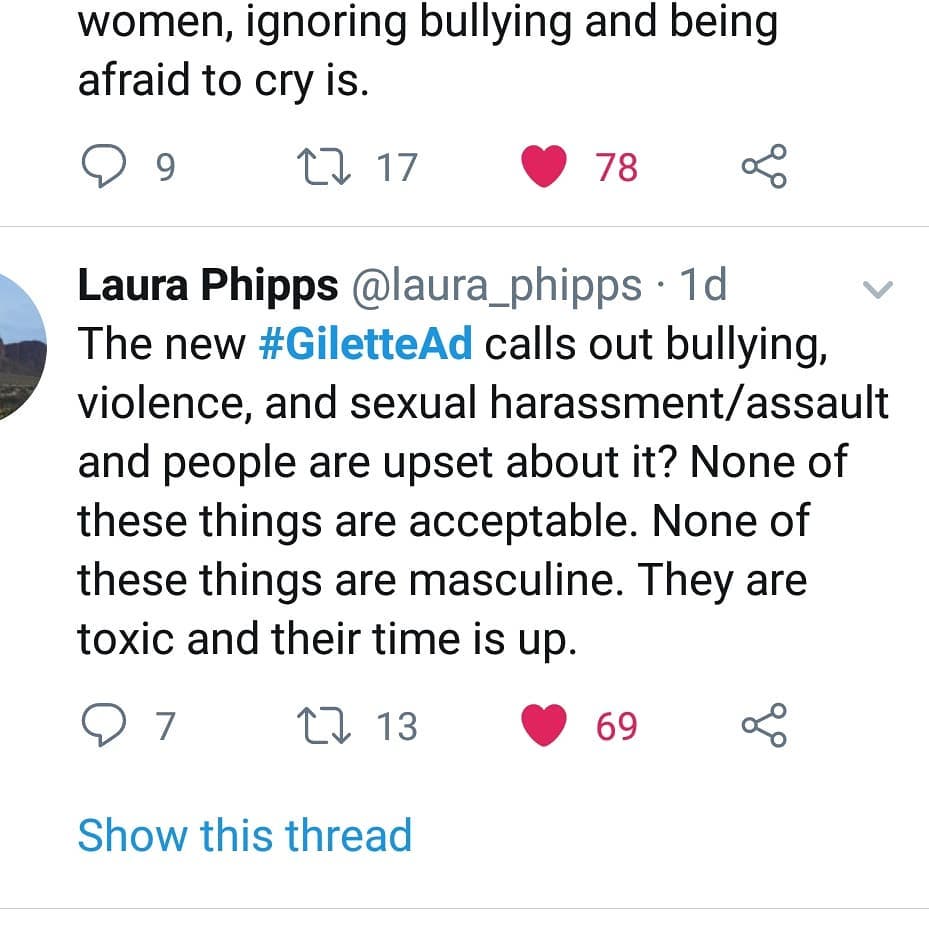 women, ignoring bullying and being
afraid to cry is.
9 17 78
Laura Phipps @laura_phipps · 1d
The new #GiletteAd calls out bullying,
violence, and sexual harassment/assault
and people are upset about it? None of
these things are acceptable. None of
these things are masculine. They are
toxic and their time is up.
7 13 69
Show this thread